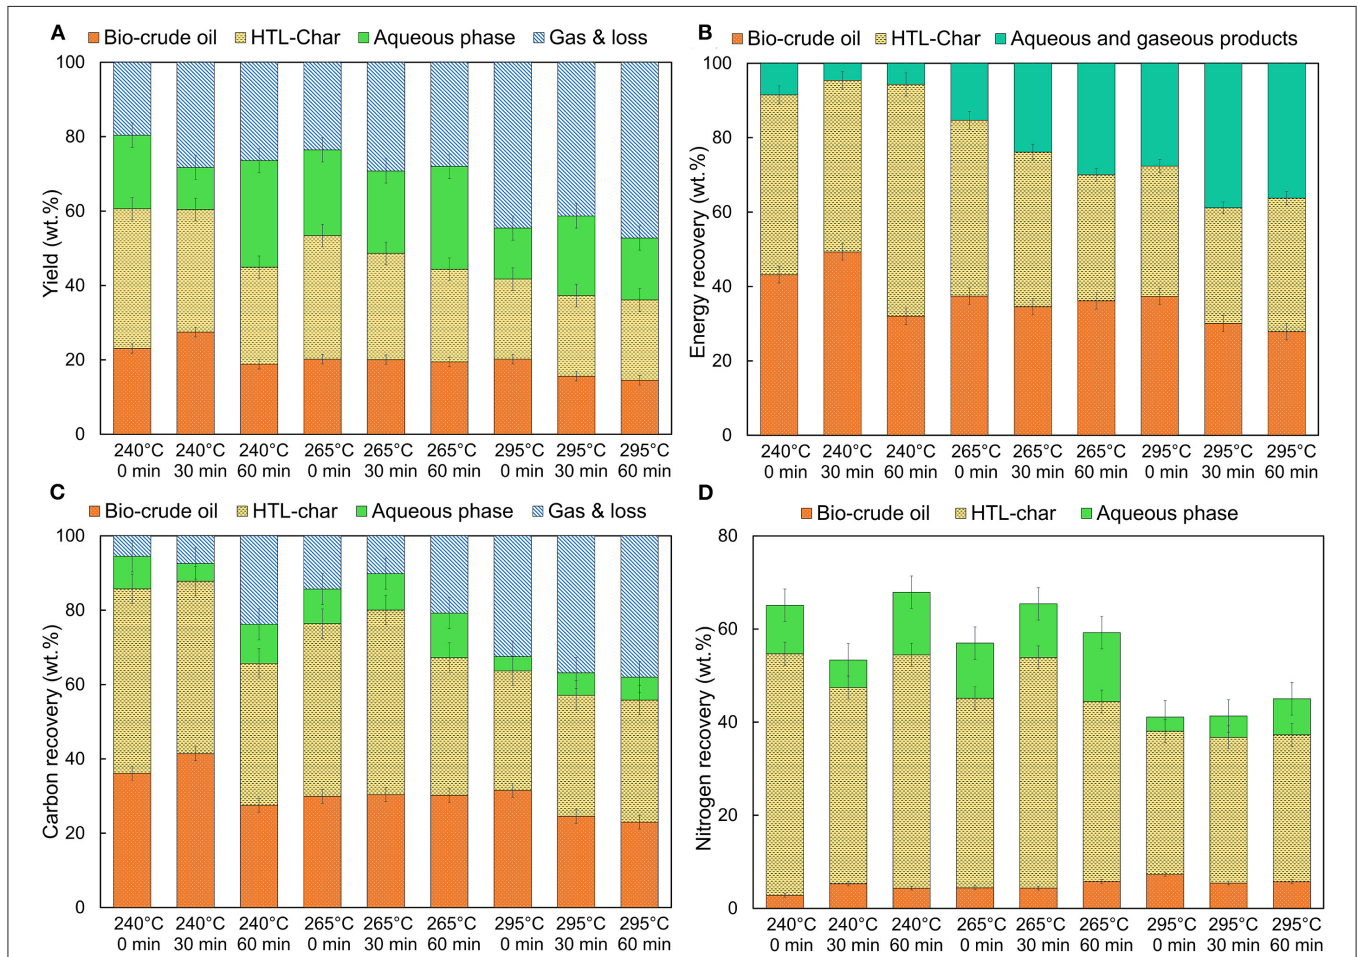 A
Bio-crude oil HTL-Char Aqueous phase Gas & loss
Yield (wt.%)
100
80
60
40
20
0
240°C 240°C 240°C 265°C 265°C 265°C 295°C 295°C 295°C
0 min 30 min 60 min 0 min 30 min 60 min 0 min 30 min 60 min
B
Bio-crude oil HTL-Char Aqueous and gaseous products
Energy recovery (wt.%)
100
80
60
40
20
0
240°C 240°C 240°C 265°C 265°C 265°C 295°C 295°C 295°C
0 min 30 min 60 min 0 min 30 min 60 min 0 min 30 min 60 min
C
Bio-crude oil HTL-char Aqueous phase Gas & loss
Carbon recovery (wt.%)
100
80
60
40
20
0
240°C 240°C 240°C 265°C 265°C 265°C 295°C 295°C 295°C
0 min 30 min 60 min 0 min 30 min 60 min 0 min 30 min 60 min
D
Bio-crude oil HTL-char Aqueous phase
Nitrogen recovery (wt.%)
80
60
40
20
0
240°C 240°C 240°C 265°C 265°C 265°C 295°C 295°C 295°C
0 min 30 min 60 min 0 min 30 min 60 min 0 min 30 min 60 min